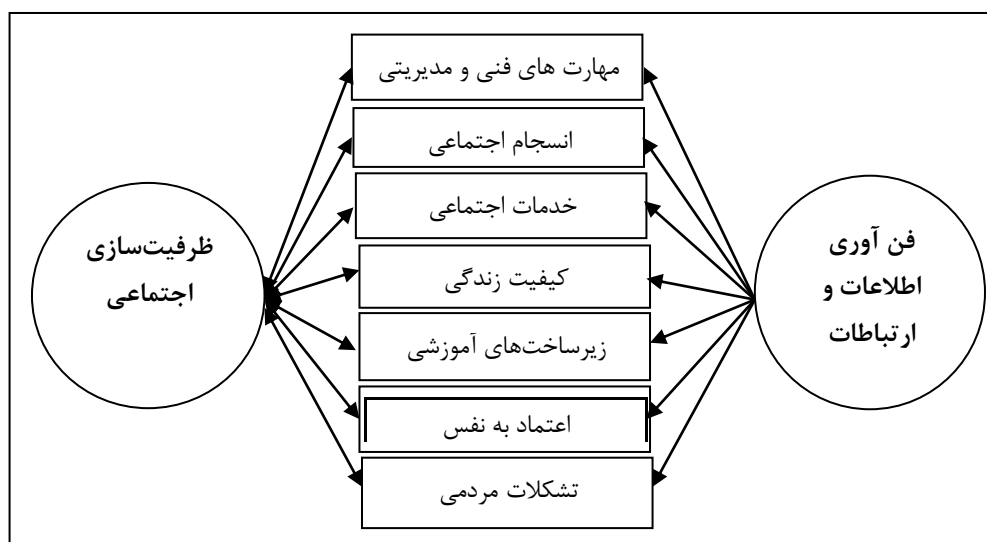 مهارت های فنی و مدیریتی
انسجام اجتماعی
خدمات اجتماعی
کیفیت زندگی
زیرساخت‌های آموزشی
اعتماد به نفس
تشکلات مردمی
فن آوری
اطلاعات و
ارتباطات
ظرفیت‌سازی
اجتماعی